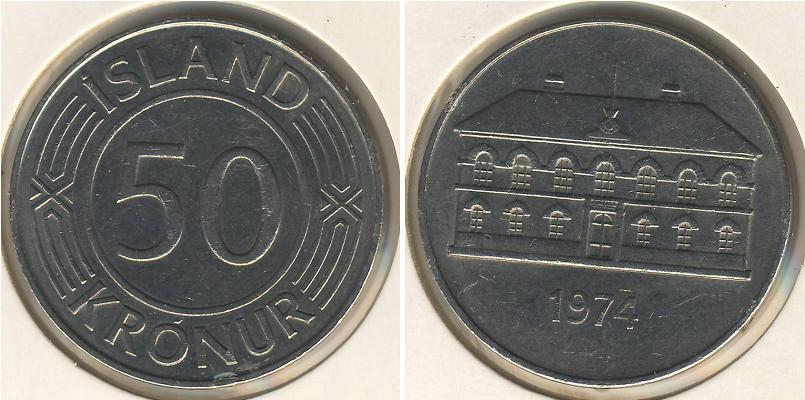 ÍSLAND
50
KRÓNUR
1974